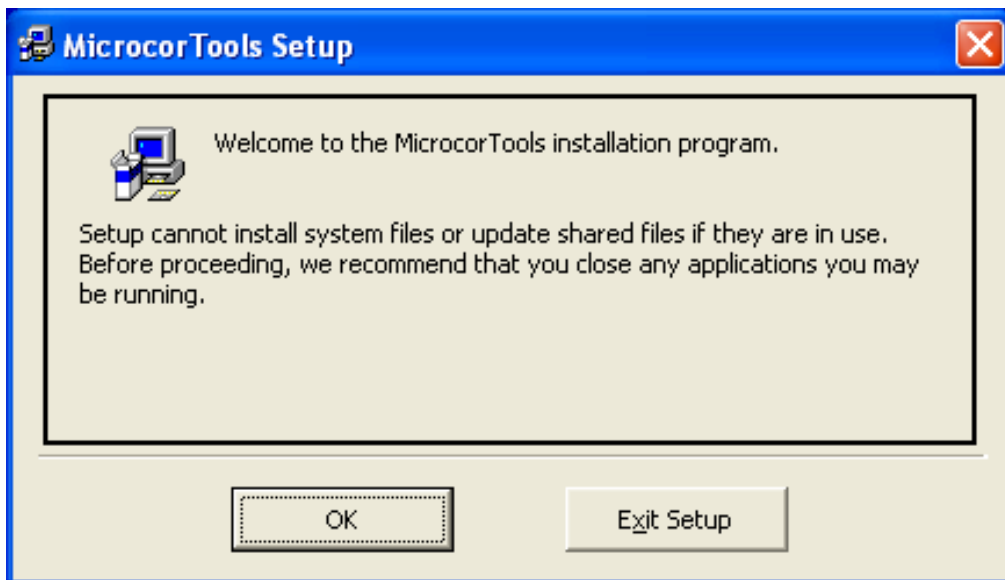 MicrocorTools Setup
Welcome to the MicrocorTools installation program.
Setup cannot install system files or update shared files if they are in use.
Before proceeding, we recommend that you close any applications you may
be running.
OK
Exit Setup